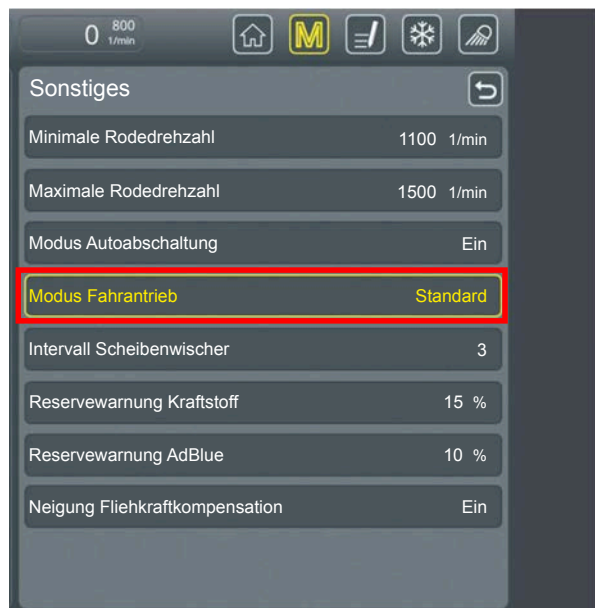 0 800 1/min M
Sonstiges
Minimale Rodedrehzahl 1100 1/min
Maximale Rodedrehzahl 1500 1/min
Modus Autoabschaltung Ein
Modus Fahrantrieb Standard
Intervall Scheibenwischer 3
Reservewarnung Kraftstoff 15 %
Reservewarnung AdBlue 10 %
Neigung Fliehkraftkompensation Ein